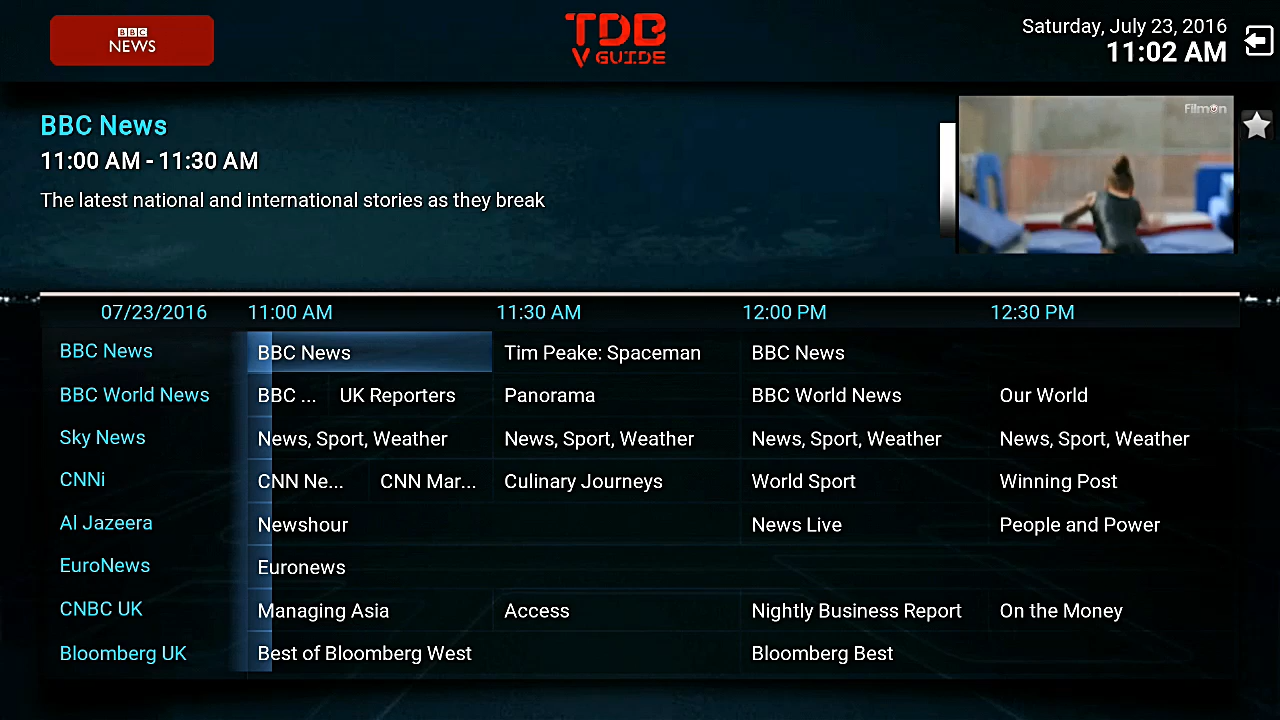 BBC
NEWS
TDB
V GUIDE
Saturday, July 23, 2016
11:02 AM
BBC News
11:00 AM - 11:30 AM
The latest national and international stories as they break
Filmon
07/23/2016 11:00 AM 11:30 AM 12:00 PM 12:30 PM
BBC News BBC News Tim Peake: Spaceman BBC News
BBC World News BBC ... UK Reporters Panorama BBC World News Our World
Sky News News, Sport, Weather News, Sport, Weather News, Sport, Weather News, Sport, Weather
CNNi CNN Ne... CNN Mar... Culinary Journeys World Sport Winning Post
Al Jazeera Newshour News Live People and Power
EuroNews Euronews
CNBC UK Managing Asia Access Nightly Business Report On the Money
Bloomberg UK Best of Bloomberg West Bloomberg Best